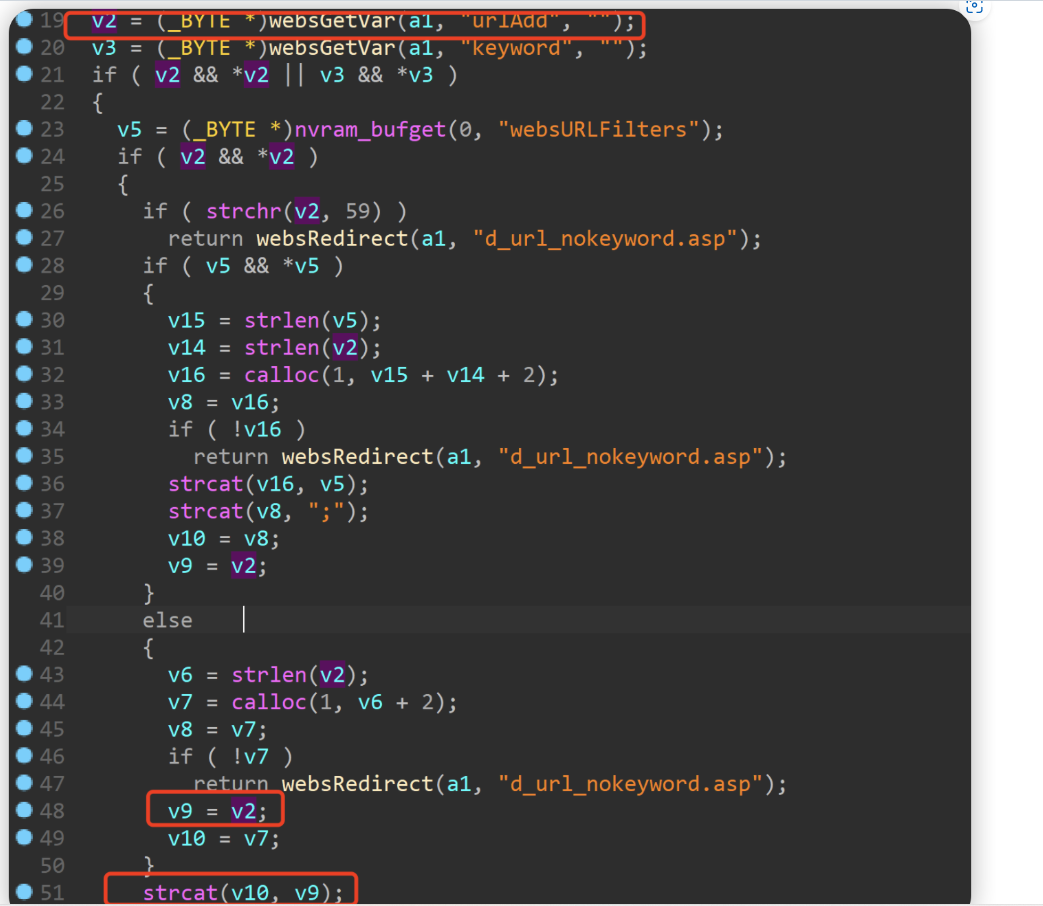 19 v2 = (_BYTE *)websGetVar(a1, "urlAdd", "");
20 v3 = (_BYTE *)websGetVar(a1, "keyword", "");
21 if ( v2 && *v2 || v3 && *v3 )
22 {
23 v5 = (_BYTE *)nvram_bufget(0, "websURLFilters");
24 if ( v2 && *v2 )
25 {
26 if ( strchr(v2, 59) )
27 return websRedirect(a1, "d_url_nokeyword.asp");
28 if ( v5 && *v5 )
29 {
30 v15 = strlen(v5);
31 v14 = strlen(v2);
32 v16 = calloc(1, v15 + v14 + 2);
33 v8 = v16;
34 if ( !v16 )
35 return websRedirect(a1, "d_url_nokeyword.asp");
36 strcat(v16, v5);
37 strcat(v8, ";");
38 v10 = v8;
39 v9 = v2;
40 }
41 else
42 {
43 v6 = strlen(v2);
44 v7 = calloc(1, v6 + 2);
45 v8 = v7;
46 if ( !v7 )
47 return websRedirect(a1, "d_url_nokeyword.asp");
48 v9 = v2;
49 v10 = v7;
50 }
51 strcat(v10, v9);